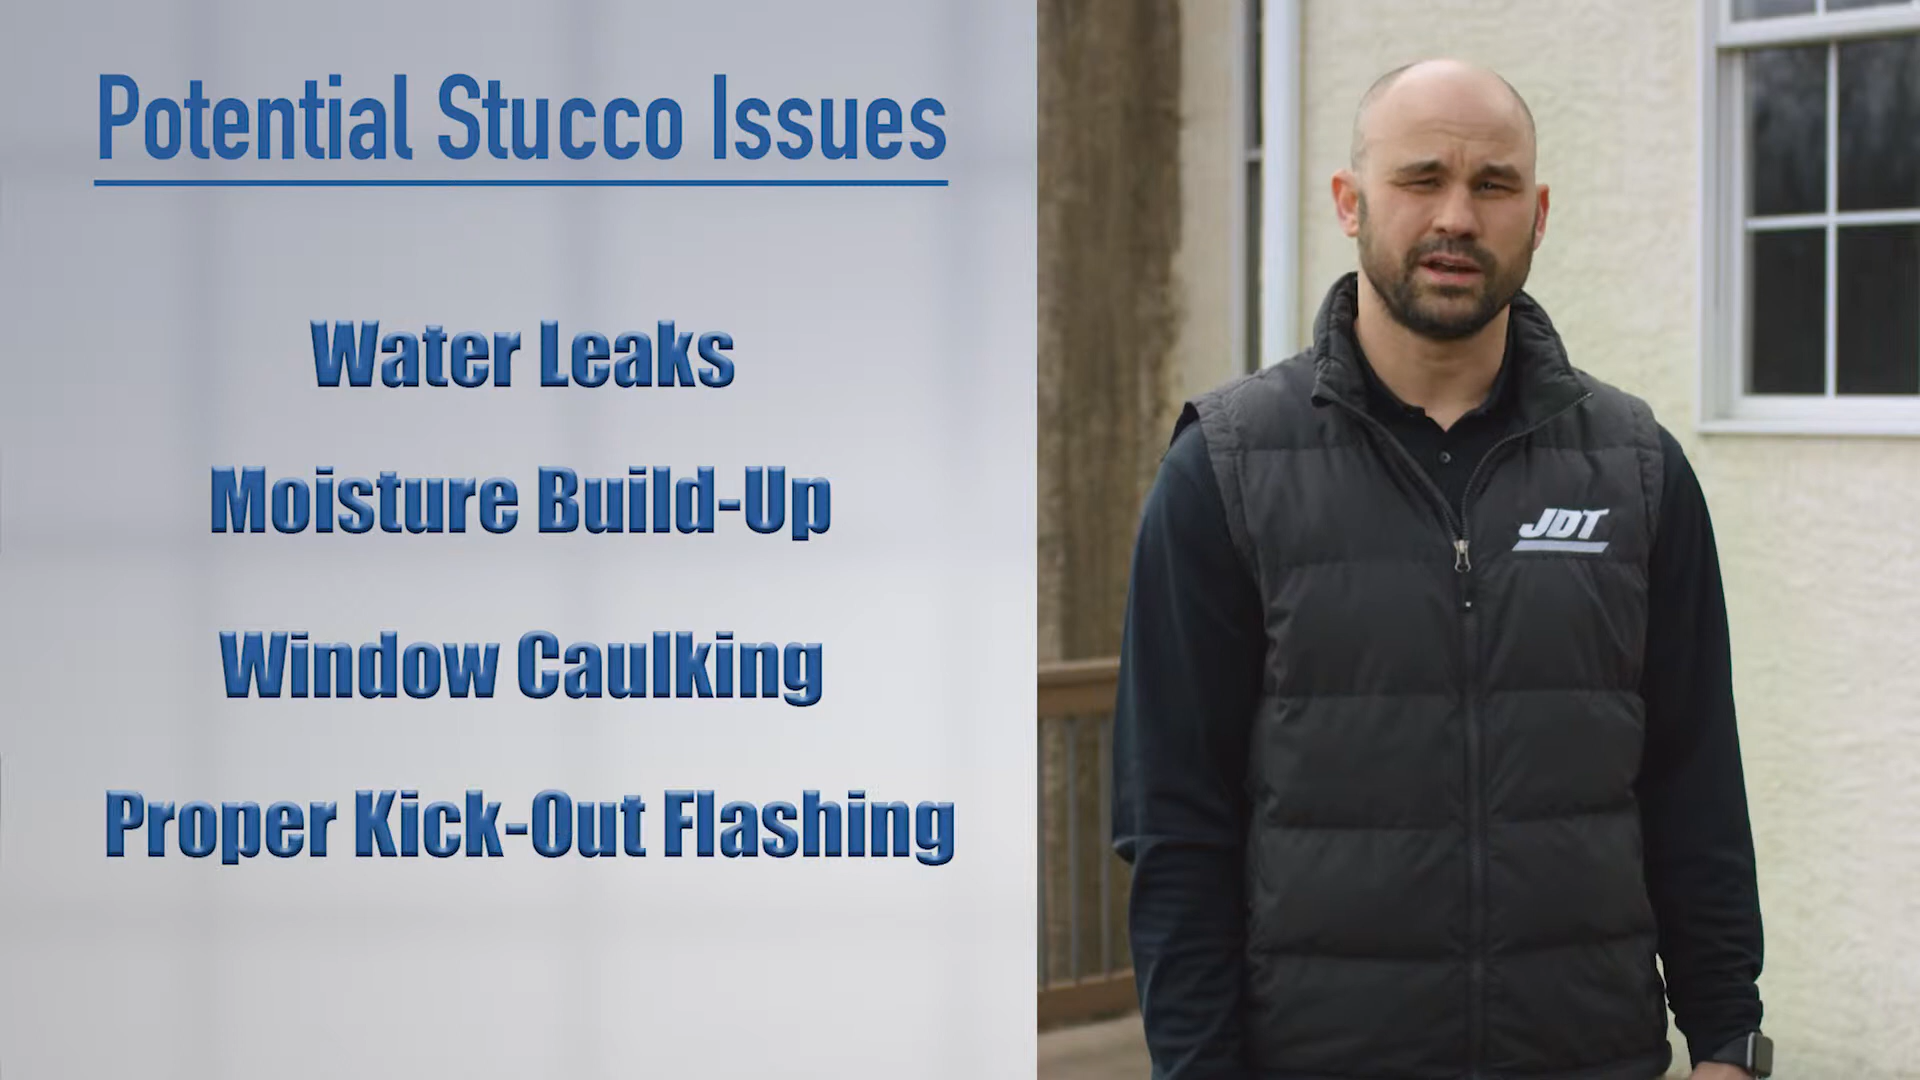 Potential Stucco Issues
Water Leaks
Moisture Build-Up
Window Caulking
Proper Kick-Out Flashing
JDT